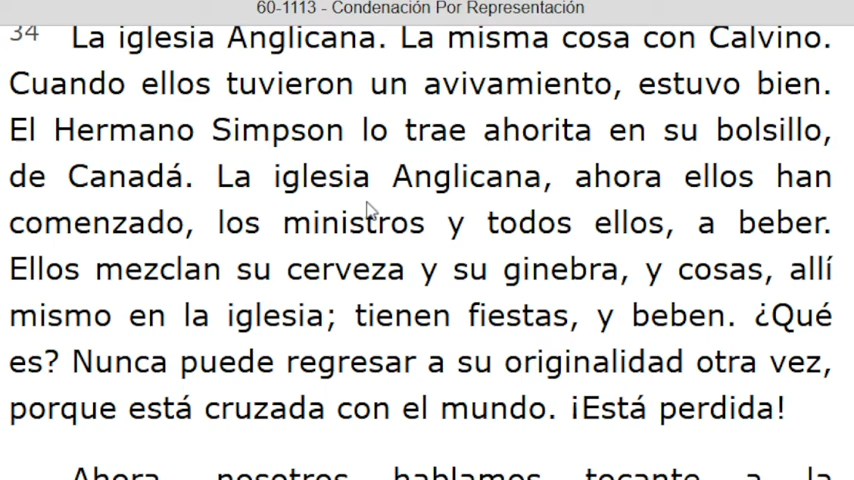 60-1113 - Condenación Por Representación
34 La iglesia Anglicana. La misma cosa con Calvino.
Cuando ellos tuvieron un avivamiento, estuvo bien.
El Hermano Simpson lo trae ahorita en su bolsillo,
de Canadá. La iglesia Anglicana, ahora ellos han
comenzado, los ministros y todos ellos, a beber.
Ellos mezclan su cerveza y su ginebra, y cosas, allí
mismo en la iglesia; tienen fiestas, y beben. ¿Qué
es? Nunca puede regresar a su originalidad otra vez,
porque está cruzada con el mundo. ¡Está perdida!
Ahora, nosotros hablamos tocante a la